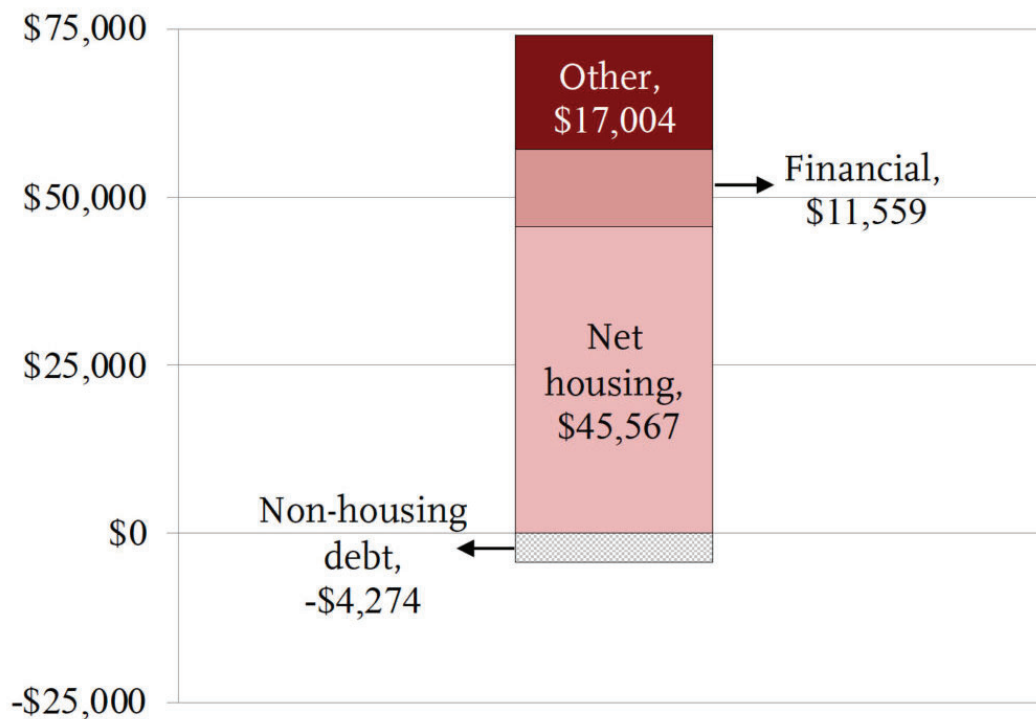 $75,000
$50,000
$25,000
$0
-$25,000
Other,
$17,004
Financial,
$11,559
Net
housing,
$45,567
Non-housing
debt,
-$4,274